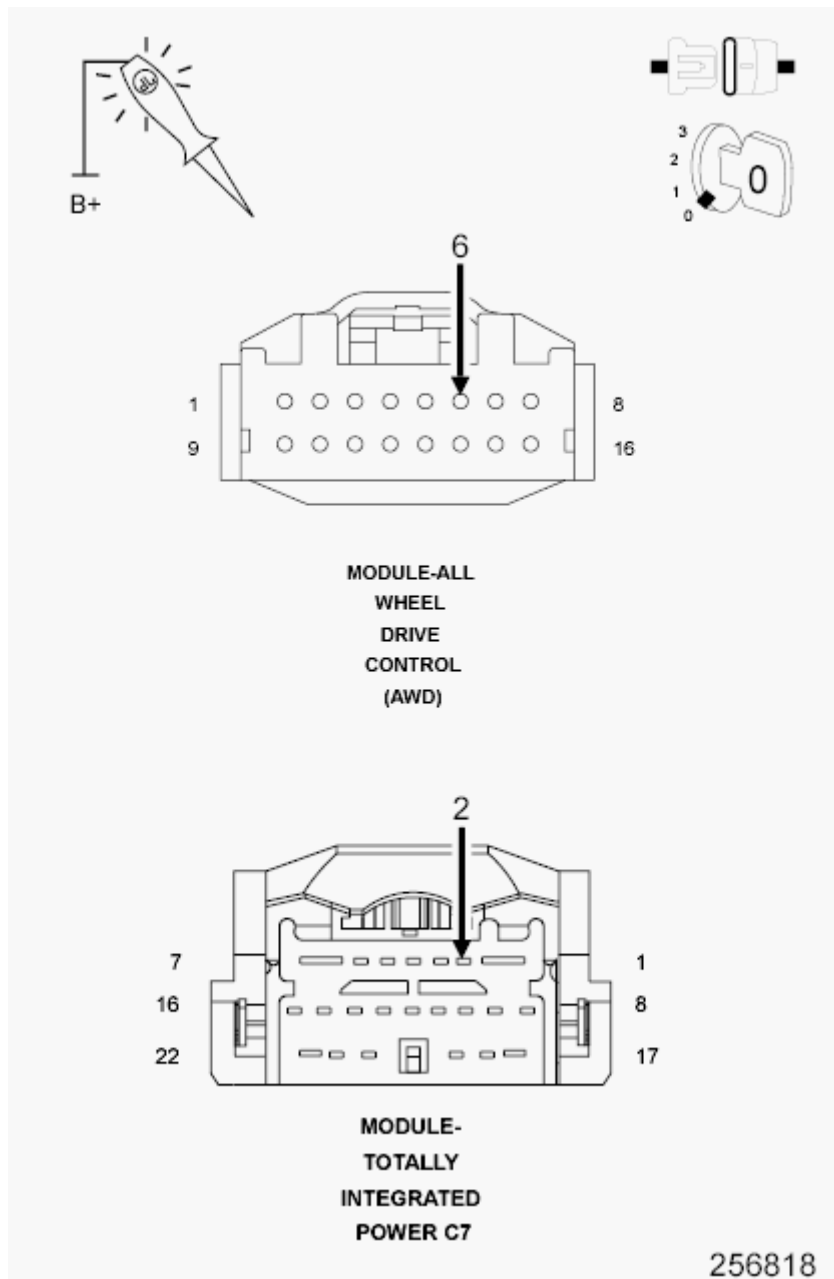 B+
3
2
1
0
0
6
1
8
9
16
MODULE-ALL
WHEEL
DRIVE
CONTROL
(AWD)
2
7
1
16
8
22
17
MODULE-
TOTALLY
INTEGRATED
POWER C7
256818